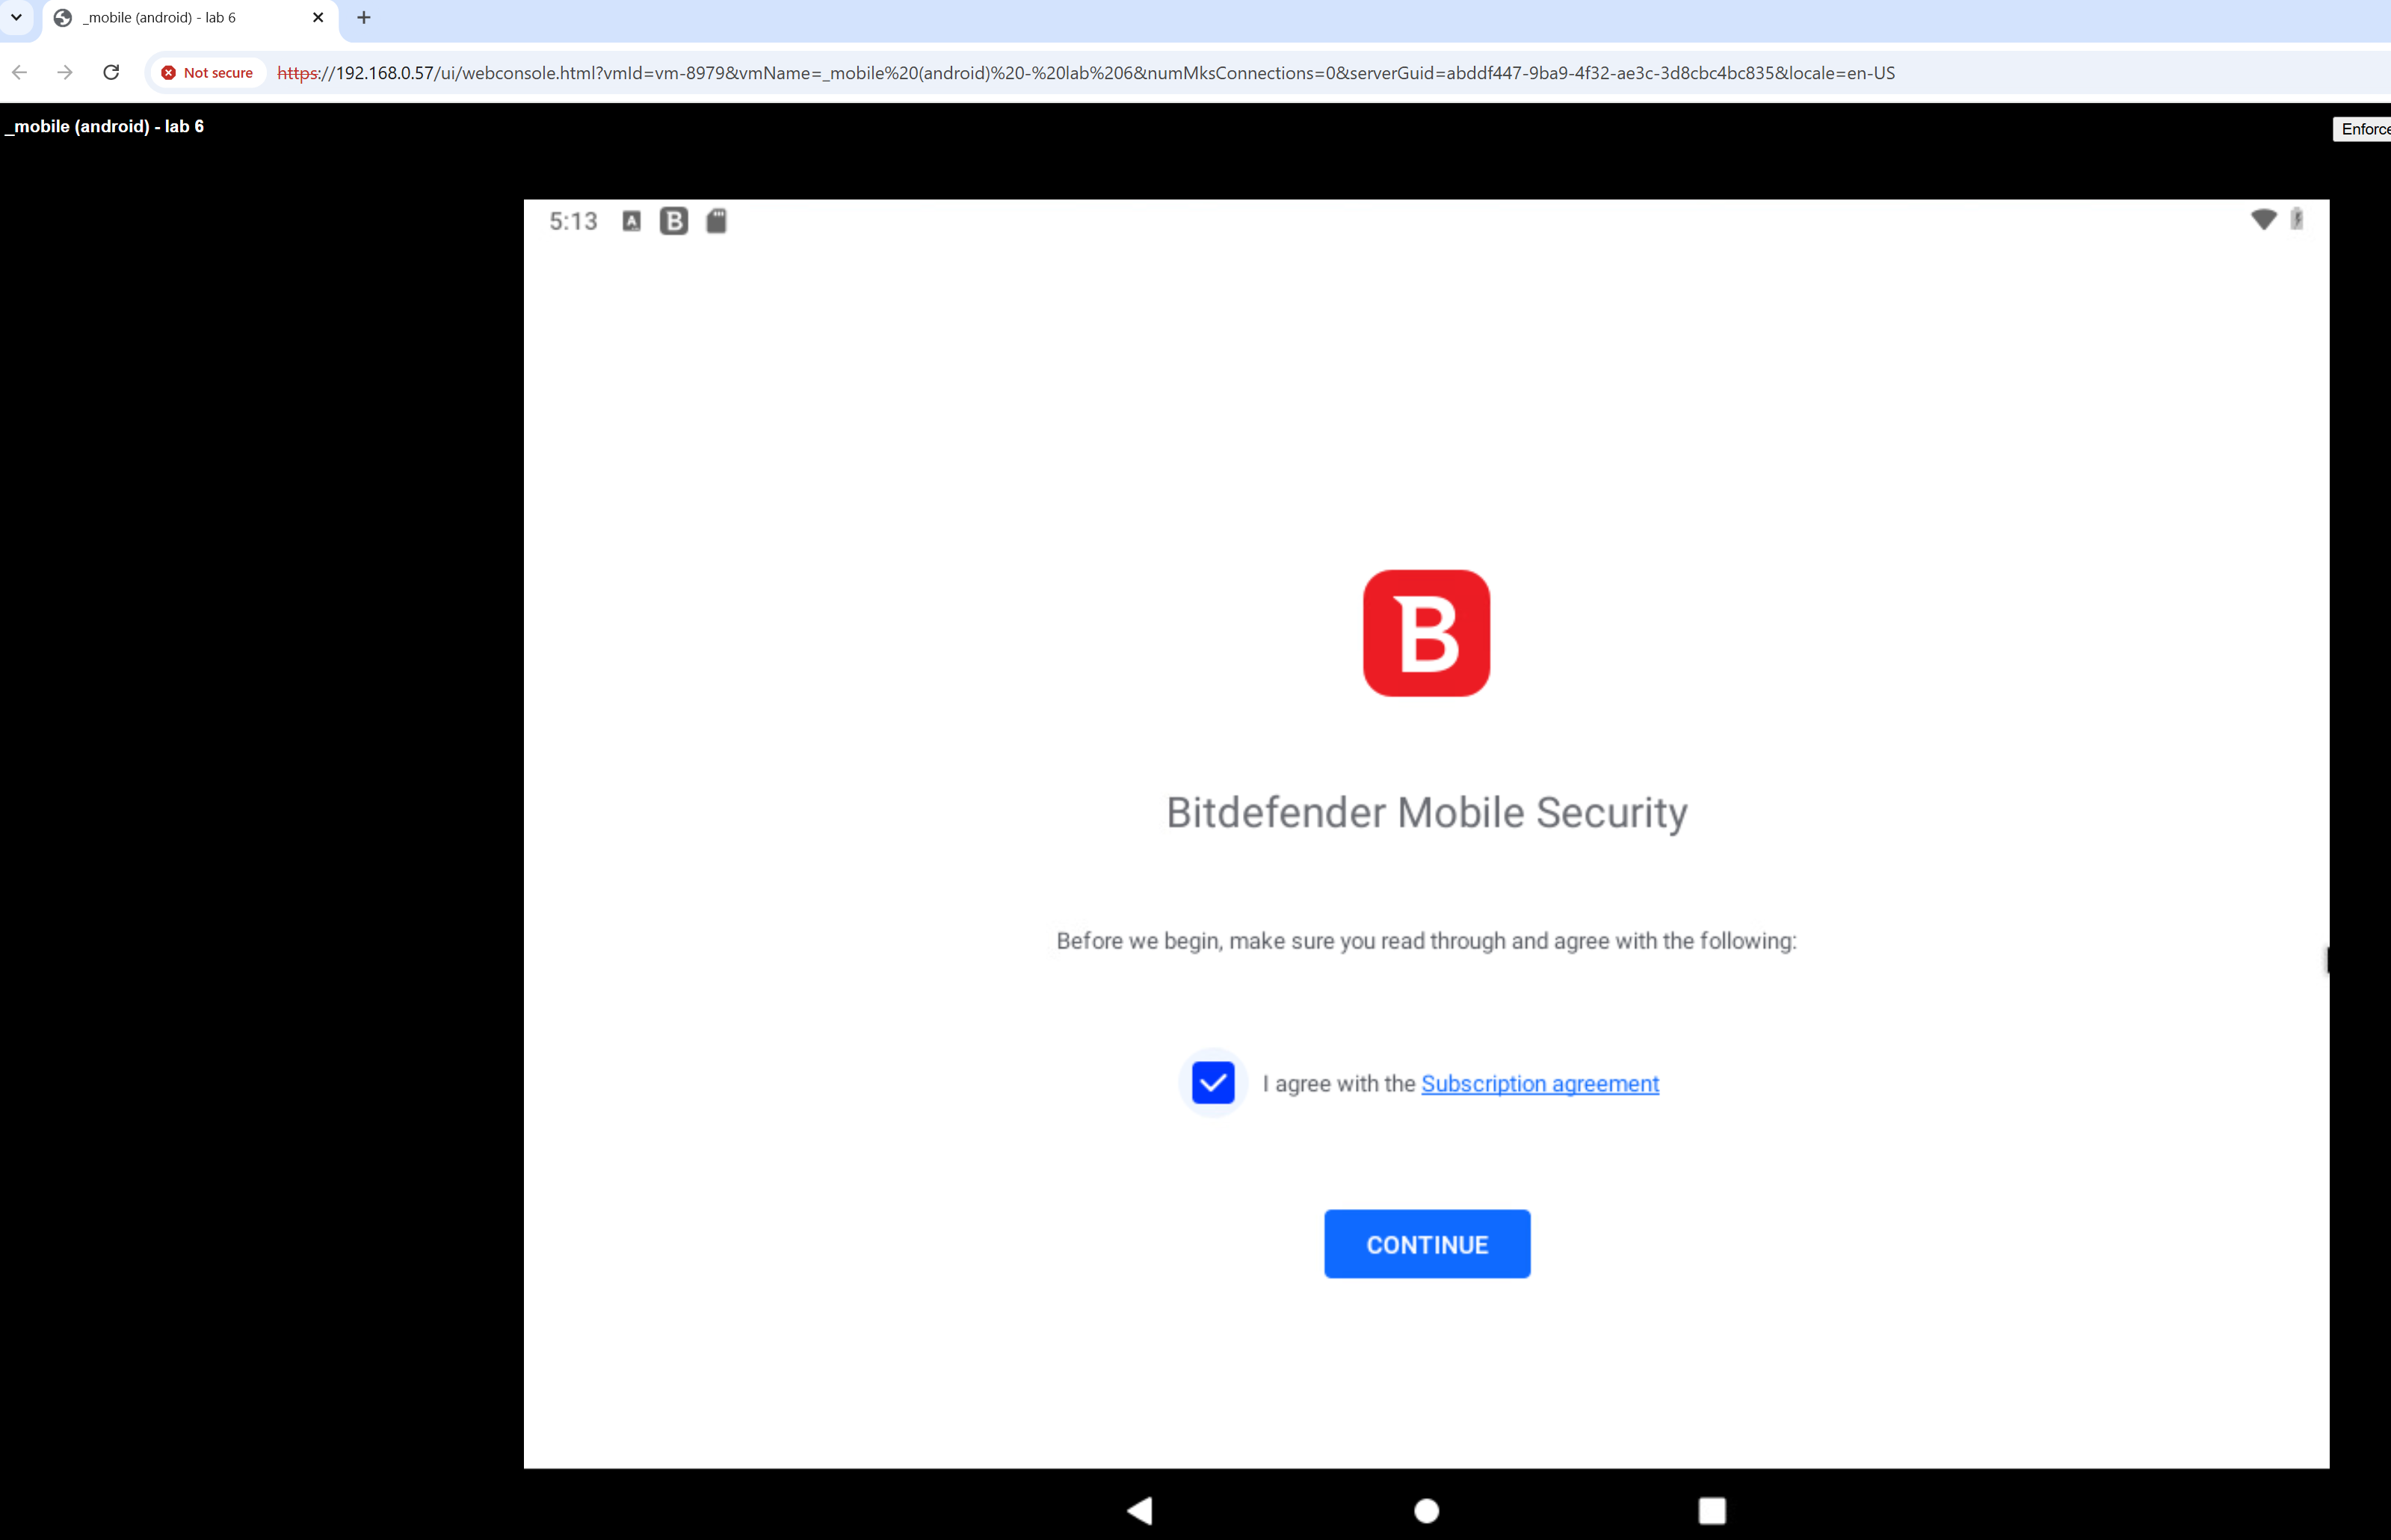 _mobile (android) - lab 6
Not secure https://192.168.0.57/ui/webconsole.html?vmId=vm-8979&vmName=_mobile%20(android)%20-%20lab%206&numMksConnections=0&serverGuid=abddf447-9ba9-4f32-ae3c-3d8cbc4bc835&locale=en-US
_mobile (android) - lab 6
Enforce
5:13 A B
B
Bitdefender Mobile Security
Before we begin, make sure you read through and agree with the following:
I agree with the Subscription agreement
CONTINUE